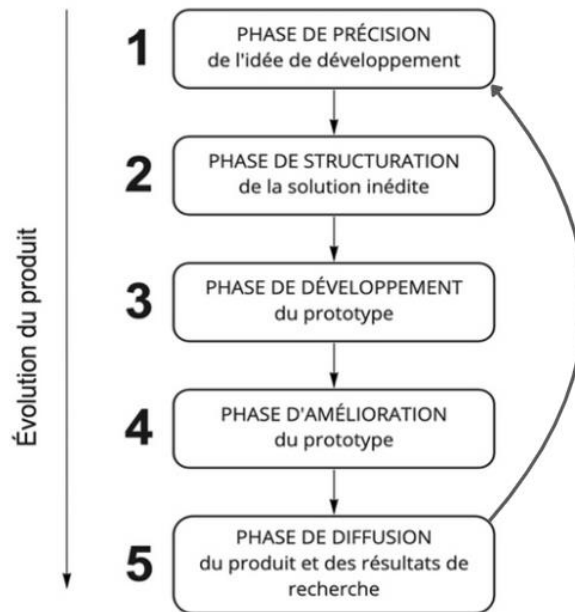 Évolution du produit
1
PHASE DE PRÉCISION
de l'idée de développement
2
PHASE DE STRUCTURATION
de la solution inédite
3
PHASE DE DÉVELOPPEMENT
du prototype
4
PHASE D'AMÉLIORATION
du prototype
5
PHASE DE DIFFUSION
du produit et des résultats de
recherche